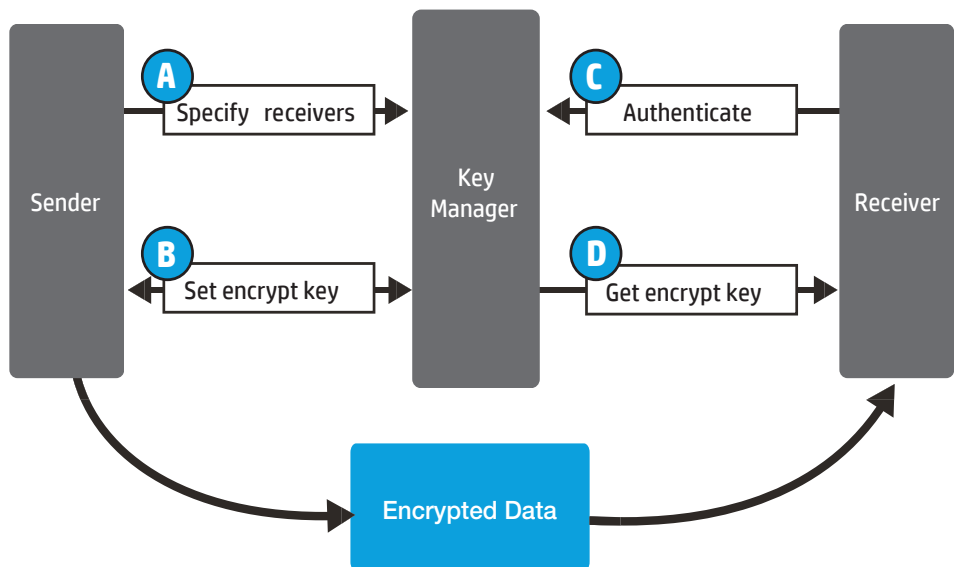 A
Specify receivers
C
Authenticate
Sender
Key
Manager
Receiver
B
Set encrypt key
D
Get encrypt key
Encrypted Data